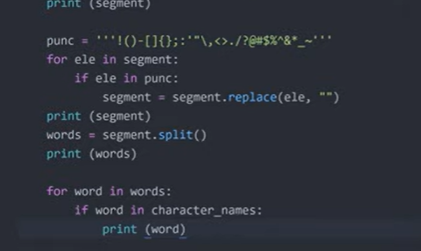 print (segment)
punc = '''!()-[]{};:'"\,<>./?@#$%^&*_~'''
for ele in segment:
if ele in punc:
segment = segment.replace(ele, "")
print (segment)
words = segment.split()
print (words)
for word in words:
if word in character_names:
print (word)